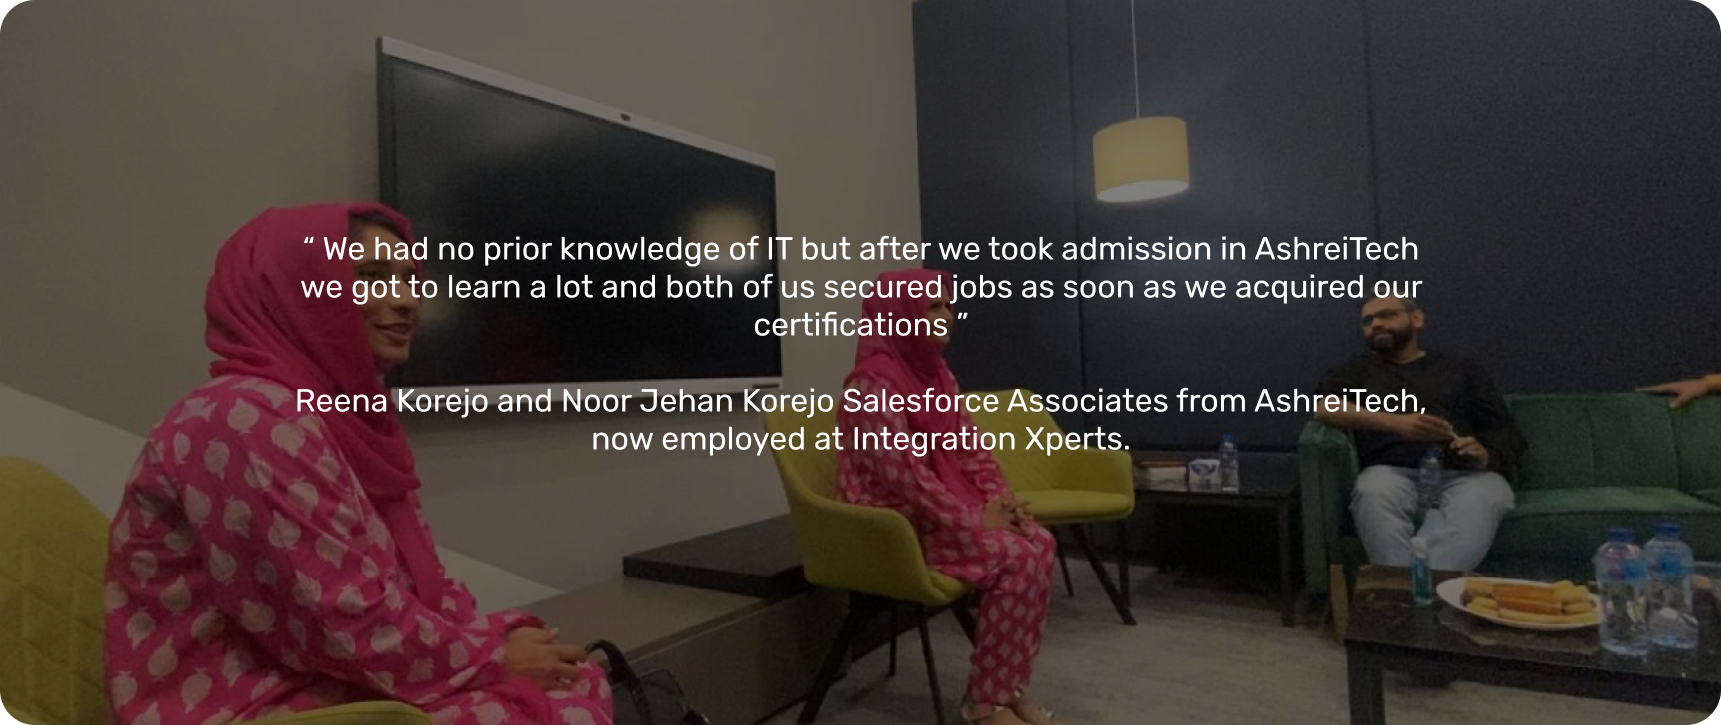 “ We had no prior knowledge of IT but after we took admission in AshreiTech
we got to learn a lot and both of us secured jobs as soon as we acquired our
certifications ”
Reena Korejo and Noor Jehan Korejo Salesforce Associates from AshreiTech,
now employed at Integration Xperts.